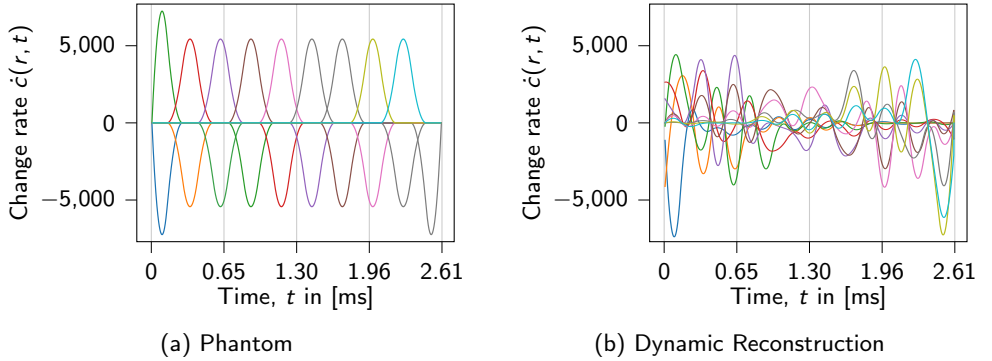 Change rate ċ(r, t)
5,000
0
−5,000
0 0.65 1.30 1.96 2.61
Time, t in [ms]
(a) Phantom
Change rate ċ(r, t)
5,000
0
−5,000
0 0.65 1.30 1.96 2.61
Time, t in [ms]
(b) Dynamic Reconstruction